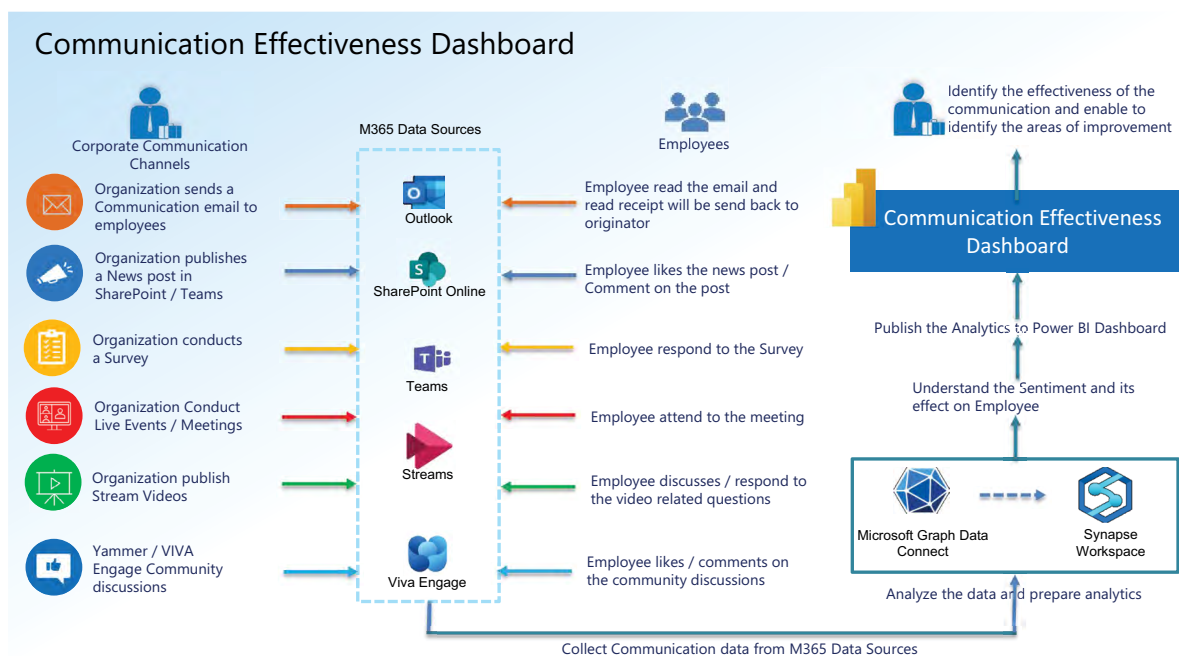 Communication Effectiveness Dashboard
Corporate Communication
Channels
Organization sends a
Communication email to
employees
Organization publishes
a News post in
SharePoint / Teams
Organization conducts
a Survey
Organization Conduct
Live Events / Meetings
Organization publish
Stream Videos
Yammer / VIVA
Engage Community
discussions
M365 Data Sources
Outlook
SharePoint Online
Teams
Streams
Viva Engage
Employees
Employee read the email and
read receipt will be send back to
originator
Employee likes the news post /
Comment on the post
Employee respond to the Survey
Employee attend to the meeting
Employee discusses / respond to
the video related questions
Employee likes / comments on
the community discussions
Identify the effectiveness of the
communication and enable to
identify the areas of improvement
Communication Effectiveness
Dashboard
Publish the Analytics to Power BI Dashboard
Understand the Sentiment and its
effect on Employee
Microsoft Graph Data
Connect
Synapse
Workspace
Analyze the data and prepare analytics
Collect Communication data from M365 Data Sources